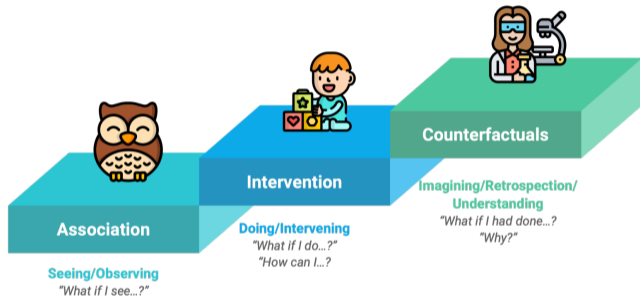 Association
Seeing/Observing
"What if I see…?"
Intervention
Doing/Intervening
"What if I do…?"
"How can I…?
Counterfactuals
Imagining/Retrospection/
Understanding
"What if I had done…?
"Why?"